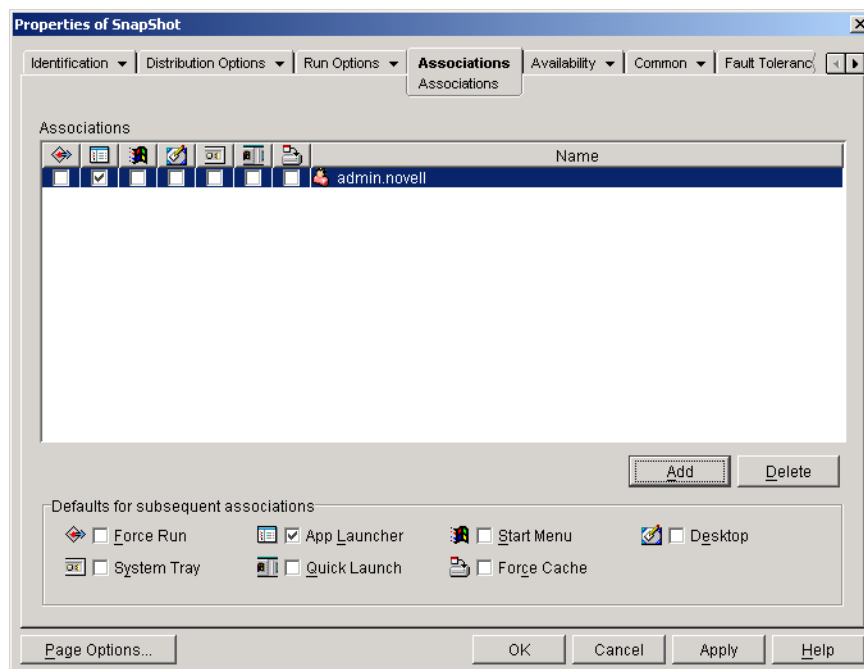 Properties of SnapShot
Identification Distribution Options Run Options Associations Availability Common Fault Toleranc
Associations
Associations
Name
admin.novell
Add Delete
Defaults for subsequent associations
Force Run App Launcher Start Menu Desktop
System Tray Quick Launch Force Cache
Page Options... OK Cancel Apply Help